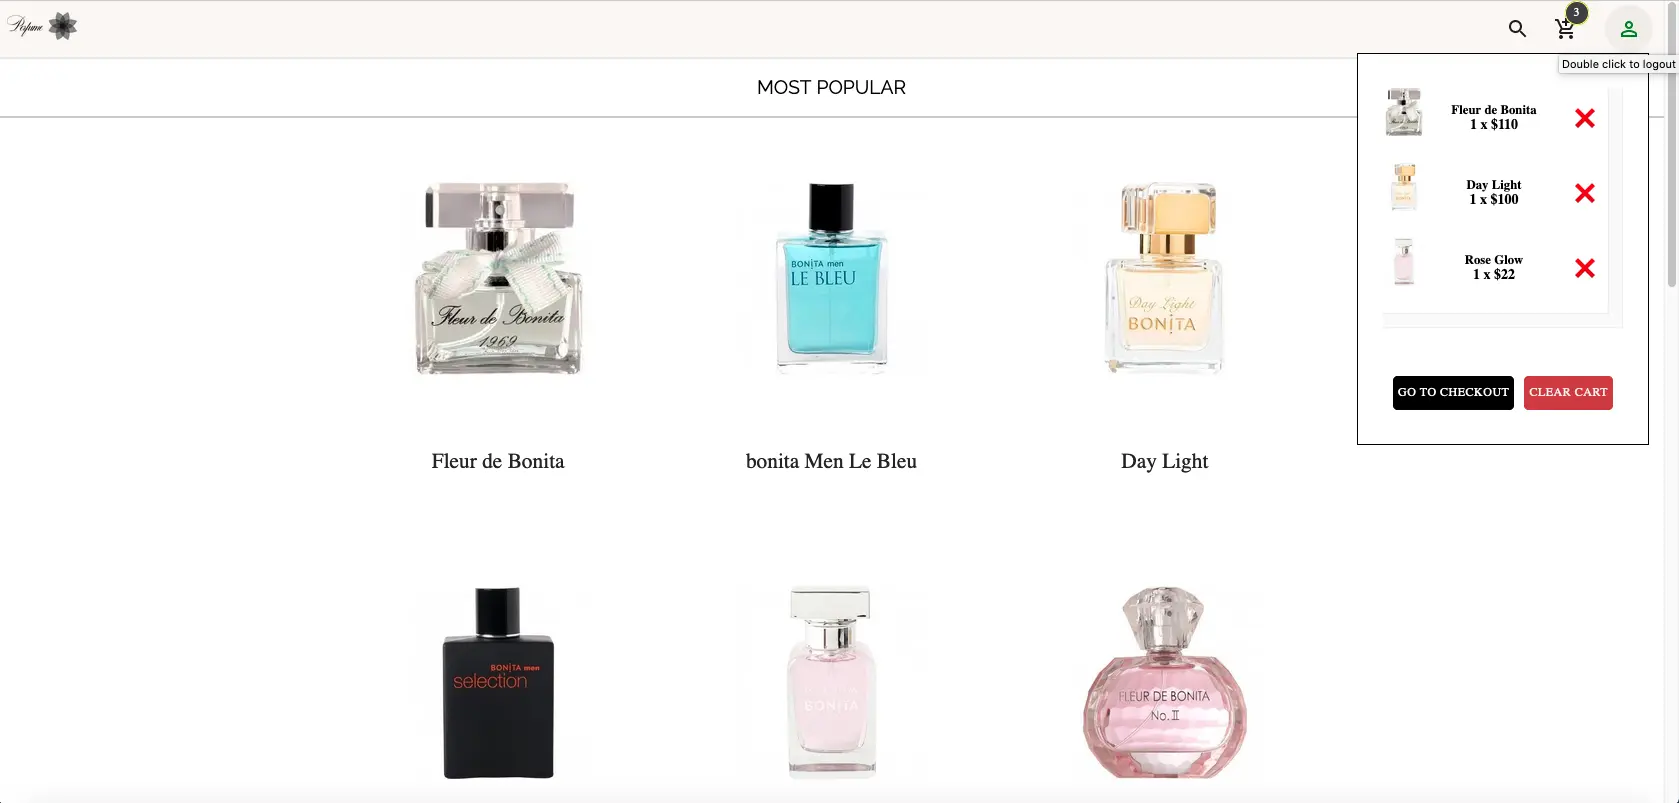 Perfume
3
Double click to logout
MOST POPULAR
Fleur de Bonita
1 x $110
Day Light
1 x $100
Rose Glow
1 x $22
GO TO CHECKOUT
CLEAR CART
Fleur de Bonita
1969
BONiTA men
LE BLEU
Day Light
BONiTA
Fleur de Bonita
bonita Men Le Bleu
Day Light
BONiTA men
selection
BONiTA
FLEUR DE BONITA
No. II